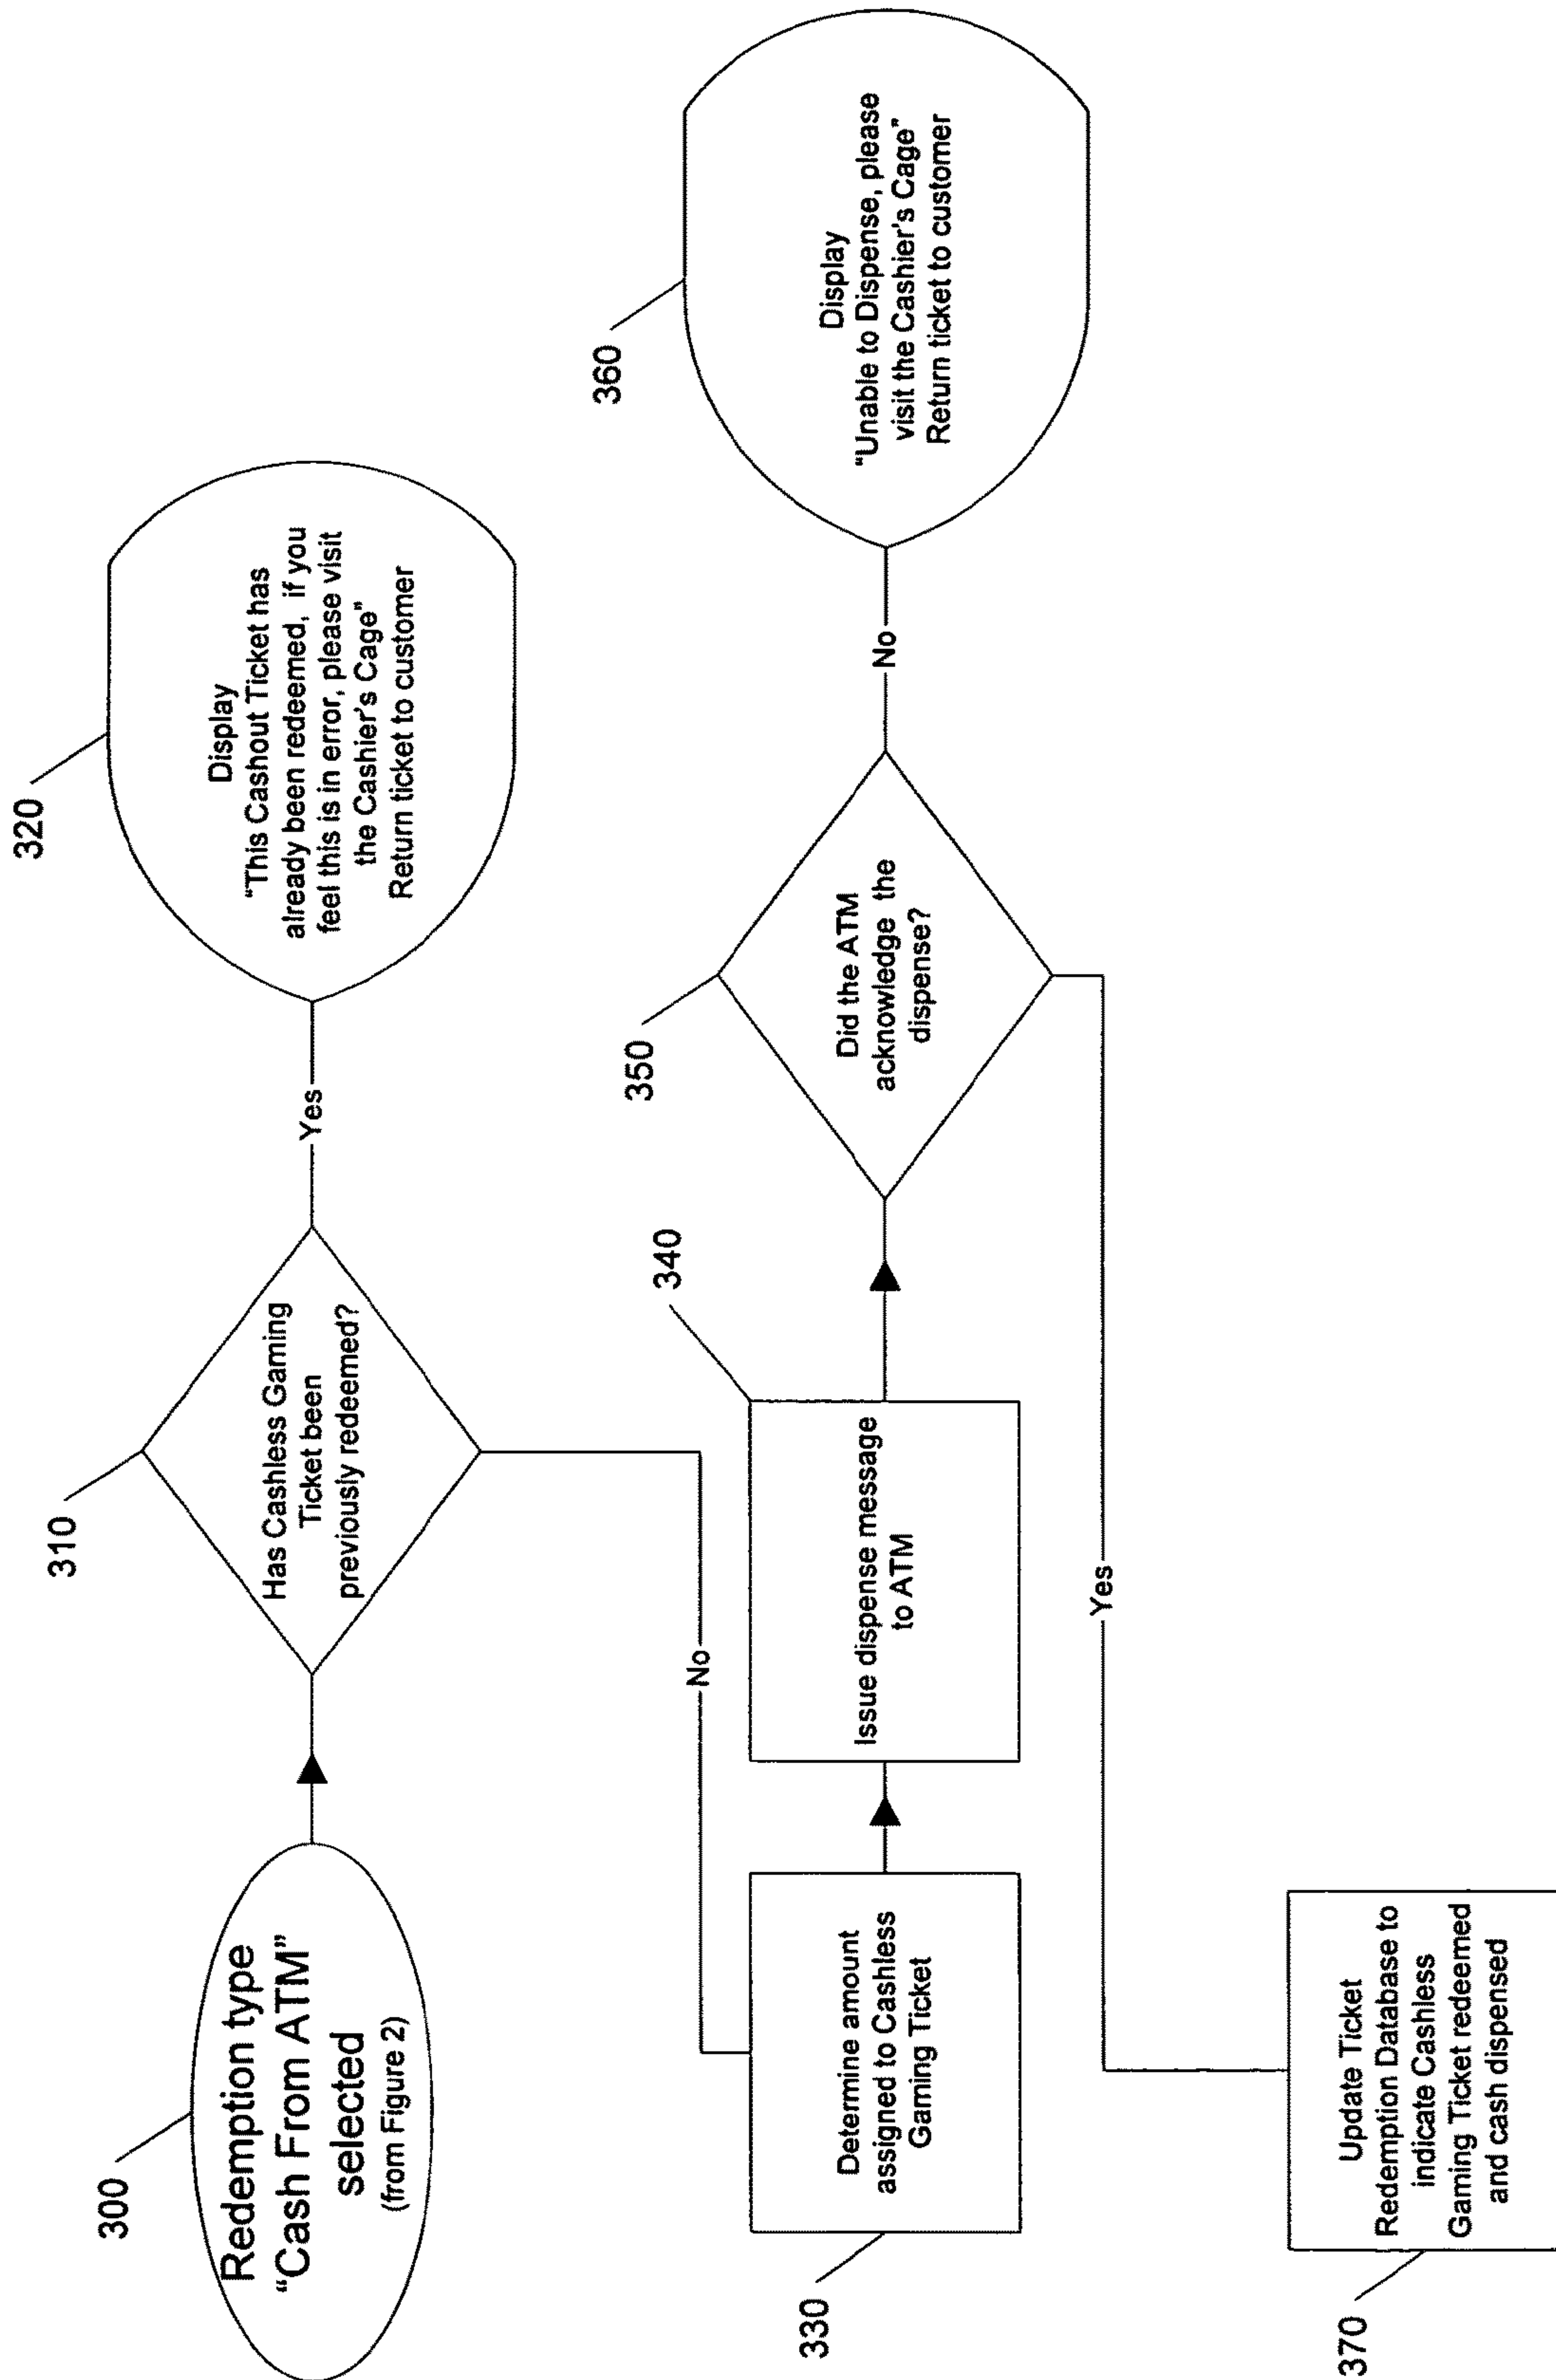 300
Redemption type
“Cash From ATM”
selected
(from Figure 2)
310
Has Cashless Gaming
Ticket been
previously redeemed?
Yes
320
Display
“This Cashout Ticket has
already been redeemed, if you
feel this is in error, please visit
the Cashier's Cage”
Return ticket to customer
No
330
Determine amount
assigned to Cashless
Gaming Ticket
340
Issue dispense message
to ATM
350
Did the ATM
acknowledge the
dispense?
No
360
Display
“Unable to Dispense, please
visit the Cashier's Cage”
Return ticket to customer
Yes
370
Update Ticket
Redemption Database to
indicate Cashless
Gaming Ticket redeemed
and cash dispensed